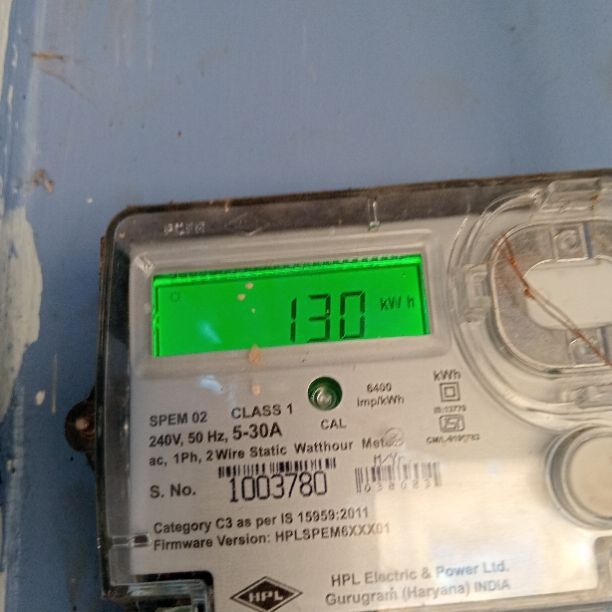 130 kWh
6400
imp/kWh
kWh
CAL
SPEM 02 CLASS 1
240V, 50 Hz, 5-30A
ac, 1Ph, 2 Wire Static Watthour Meter
M/Yr
S. No. 1003780
Category C3 as per IS 15959:2011
Firmware Version: HPLSPEM6XXX01
HPL
HPL Electric & Power Ltd.
Gurugram (Haryana) INDIA